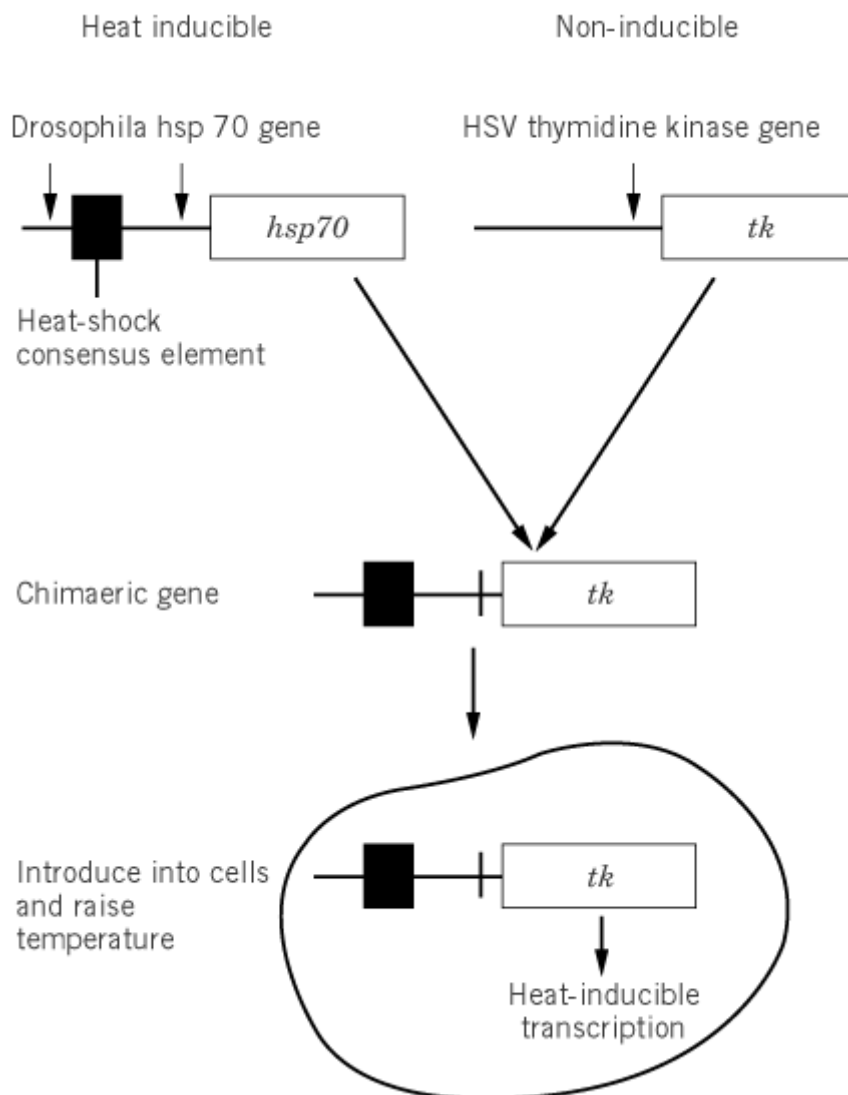 Heat inducible
Non-inducible
Drosophila hsp 70 gene
HSV thymidine kinase gene
hsp70
tk
Heat-shock
consensus element
Chimaeric gene
tk
Introduce into cells
and raise
temperature
tk
Heat-inducible
transcription